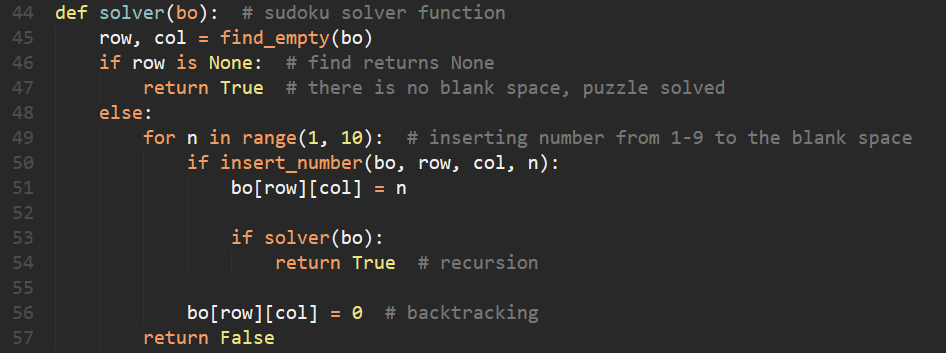 44 def solver(bo):  # sudoku solver function
45     row, col = find_empty(bo)
46     if row is None:  # find returns None
47         return True  # there is no blank space, puzzle solved
48     else:
49         for n in range(1, 10):  # inserting number from 1-9 to the blank space
50             if insert_number(bo, row, col, n):
51                 bo[row][col] = n
52
53                 if solver(bo):
54                     return True  # recursion
55
56             bo[row][col] = 0  # backtracking
57         return False